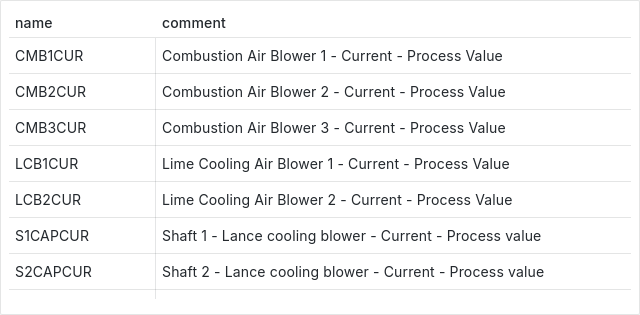 name comment
CMB1CUR Combustion Air Blower 1 - Current - Process Value
CMB2CUR Combustion Air Blower 2 - Current - Process Value
CMB3CUR Combustion Air Blower 3 - Current - Process Value
LCB1CUR Lime Cooling Air Blower 1 - Current - Process Value
LCB2CUR Lime Cooling Air Blower 2 - Current - Process Value
S1CAPCUR Shaft 1 - Lance cooling blower - Current - Process value
S2CAPCUR Shaft 2 - Lance cooling blower - Current - Process value